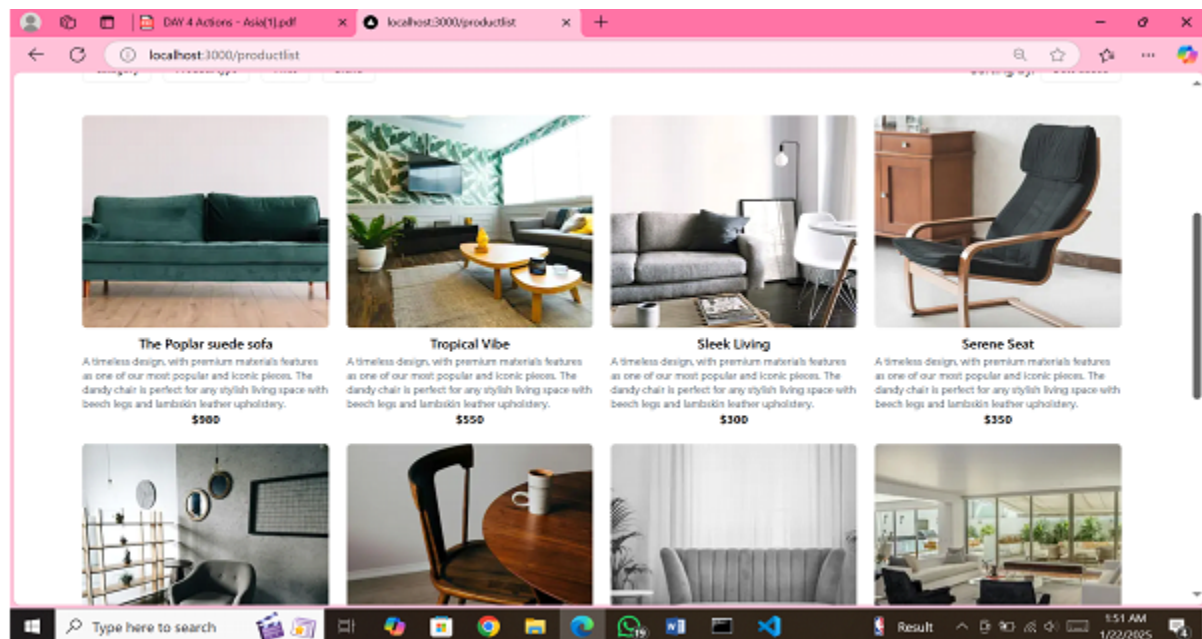 DAY 4 Actions - Asia[1].pdf
localhost:3000/productlist
localhost:3000/productlist
The Poplar suede sofa
A timeless design, with premium materials features
as one of our most popular and iconic pieces. The
dandy chair is perfect for any stylish living space with
beech legs and lambskin leather upholstery.
$980
Tropical Vibe
A timeless design, with premium materials features
as one of our most popular and iconic pieces. The
dandy chair is perfect for any stylish living space with
beech legs and lambskin leather upholstery.
$550
Sleek Living
A timeless design, with premium materials features
as one of our most popular and iconic pieces. The
dandy chair is perfect for any stylish living space with
beech legs and lambskin leather upholstery.
$300
Serene Seat
A timeless design, with premium materials features
as one of our most popular and iconic pieces. The
dandy chair is perfect for any stylish living space with
beech legs and lambskin leather upholstery.
$350
Type here to search
19
Result
1:51 AM
1/22/2025